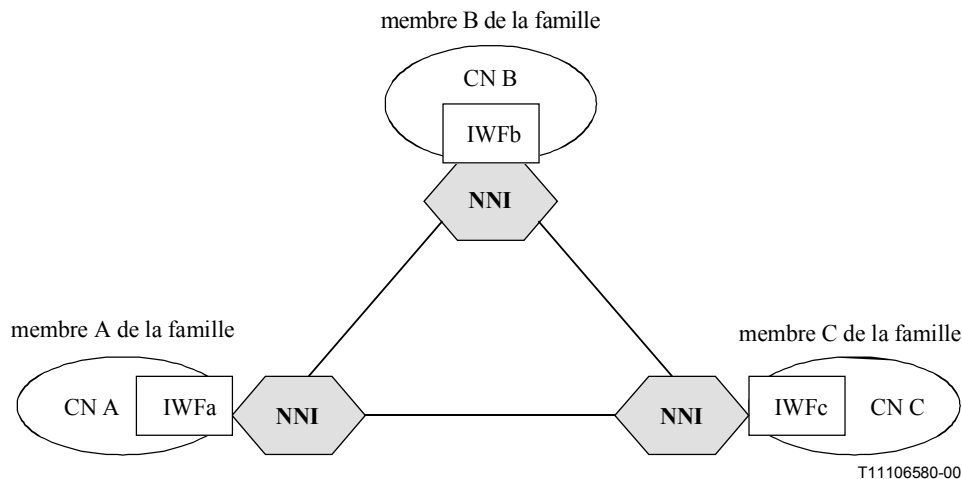 membre B de la famille
CN B
IWFb
NNI
membre A de la famille
membre C de la famille
CN A
IWFa
NNI
NNI
IWFc
CN C
T11106580-00